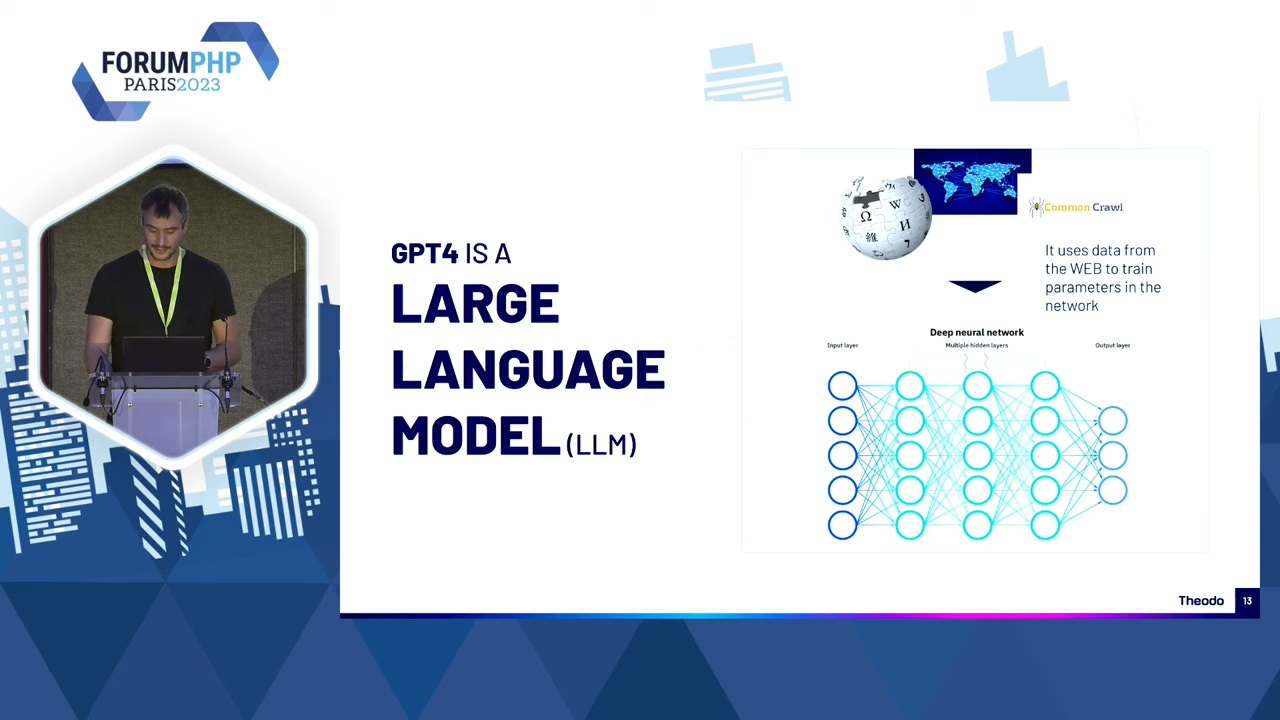 FORUMPHP
PARIS2023
GPT4 IS A
LARGE
LANGUAGE
MODEL (LLM)
Common Crawl
It uses data from
the WEB to train
parameters in the
network
Deep neural network
Input layer
Multiple hidden layers
Output layer
Theodo
13